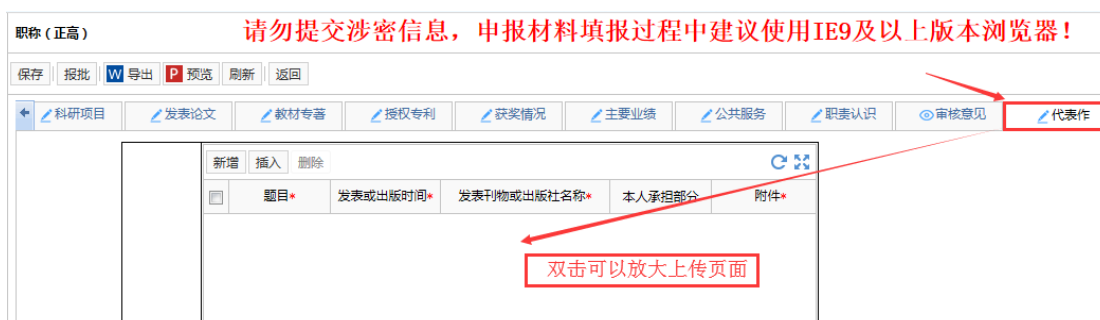 职称(正高)
请勿提交涉密信息，申报材料填报过程中建议使用IE9及以上版本浏览器！
保存 报批 W 导出 P 预览 刷新 返回
科研项目 发表论文 教材专著 授权专利 获奖情况 主要业绩 公共服务 职责认识 审核意见 代表作
新增 插入 删除
题目* 发表或出版时间* 发表刊物或出版社名称* 本人承担部分 附件*
双击可以放大上传页面